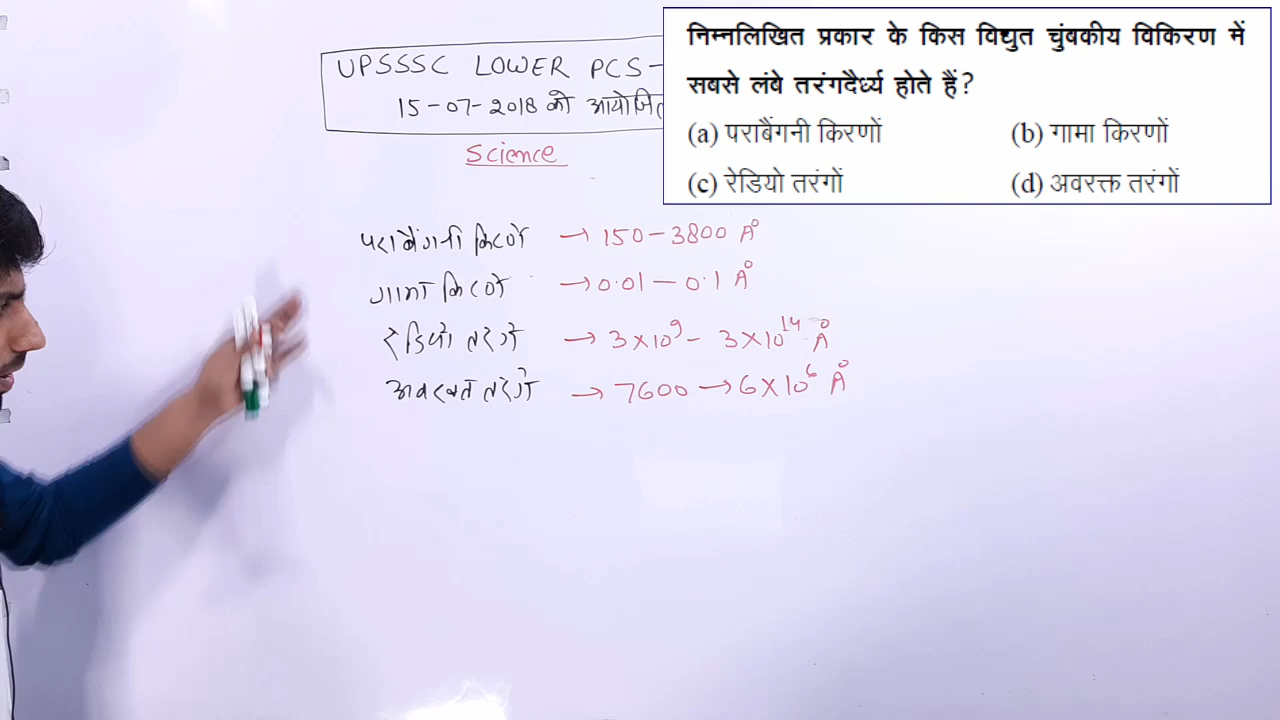 UPSSSC LOWER PCS-
15-07-2018 को आयोजित
Science
निम्नलिखित प्रकार के किस विद्युत चुंबकीय विकिरण में
सबसे लंबे तरंगदैर्ध्य होते हैं?
(a) पराबैंगनी किरणों (b) गामा किरणों
(c) रेडियो तरंगों (d) अवरक्त तरंगों
पराबैंगनी किरणें → 150-3800 Å
गामा किरणें → 0.01 - 0.1 Å
रेडियो तरंगें → 3×10⁹ - 3×10¹⁴ Å
अवरक्त तरंगें → 7600 → 6×10⁶ Å